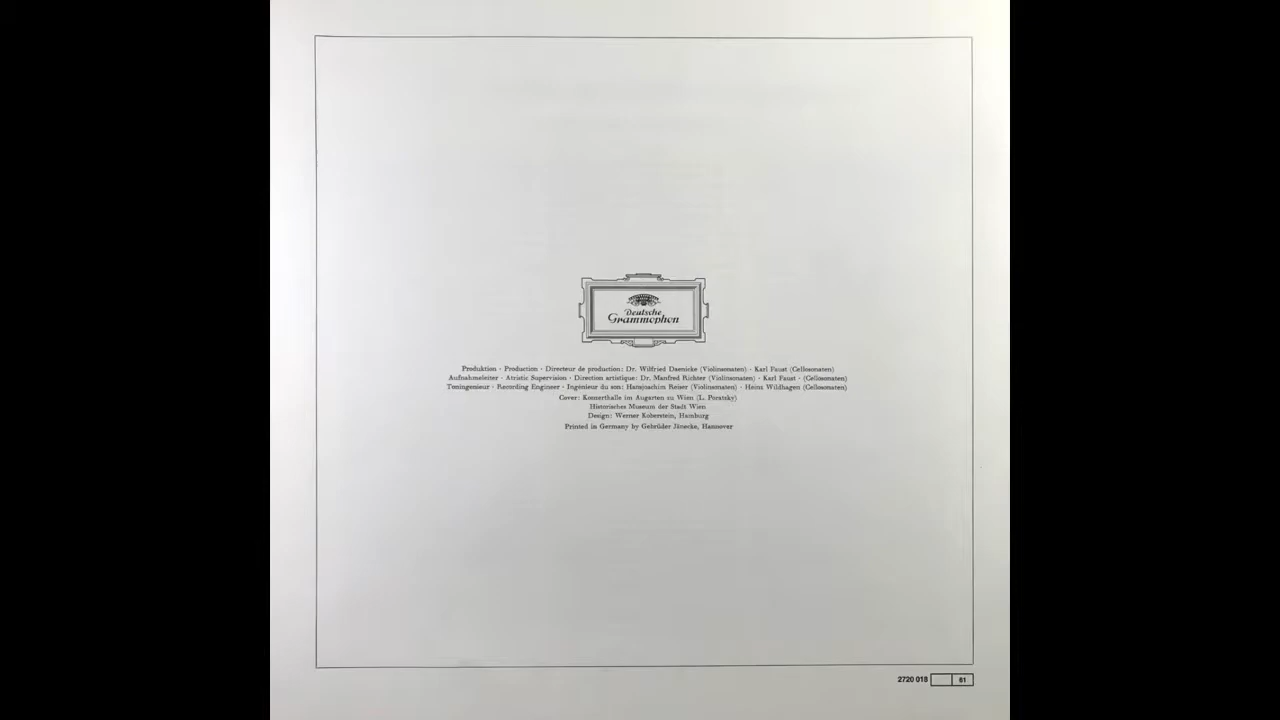 Deutsche
Grammophon
Produktion · Production · Directeur de production: Dr. Wilfried Daenicke (Violinsonaten) · Karl Faust (Cellosonaten)
Aufnahmeleiter · Atristic Supervision · Direction artistique: Dr. Manfred Richter (Violinsonaten) · Karl Faust · (Cellosonaten)
Toningenieur · Recording Engineer · Ingénieur du son: Hansjoachim Reiser (Violinsonaten) · Heinz Wildhagen (Cellosonaten)
Cover: Konzerthalle im Augarten zu Wien (L. Poratzky)
Historisches Museum der Stadt Wien
Design: Werner Koberstein, Hamburg
Printed in Germany by Gebrüder Jänecke, Hannover
2720 018 61